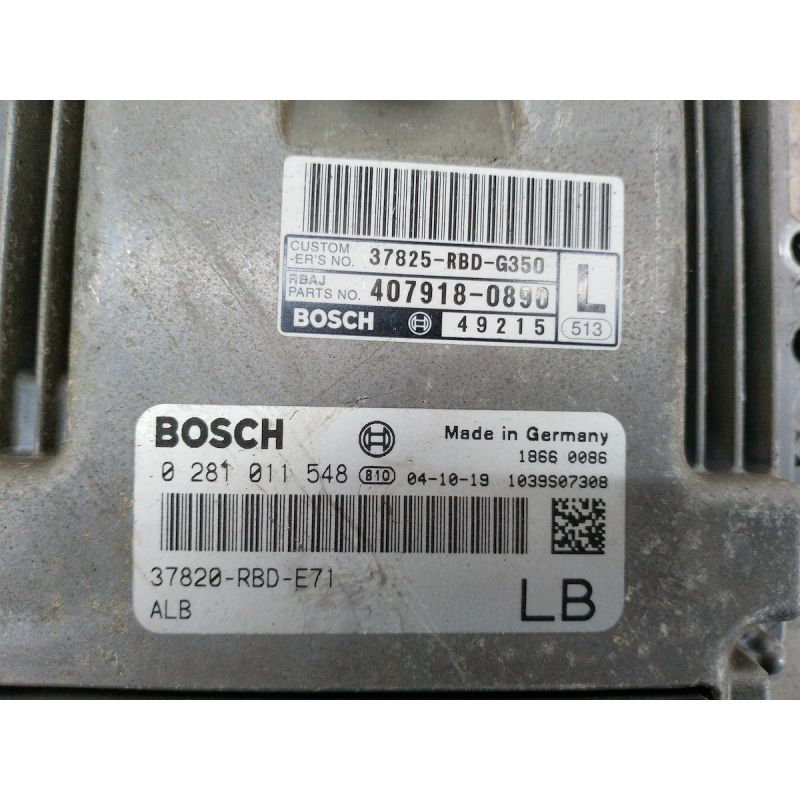 CUSTOM
-ER'S NO. 37825-RBD-G350
RBAJ
PARTS NO. 407918-0890
L
BOSCH 49215 513
BOSCH Made in Germany
1866 0086
0 281 011 548 810 04-10-19 1039S07308
37820-RBD-E71
ALB LB